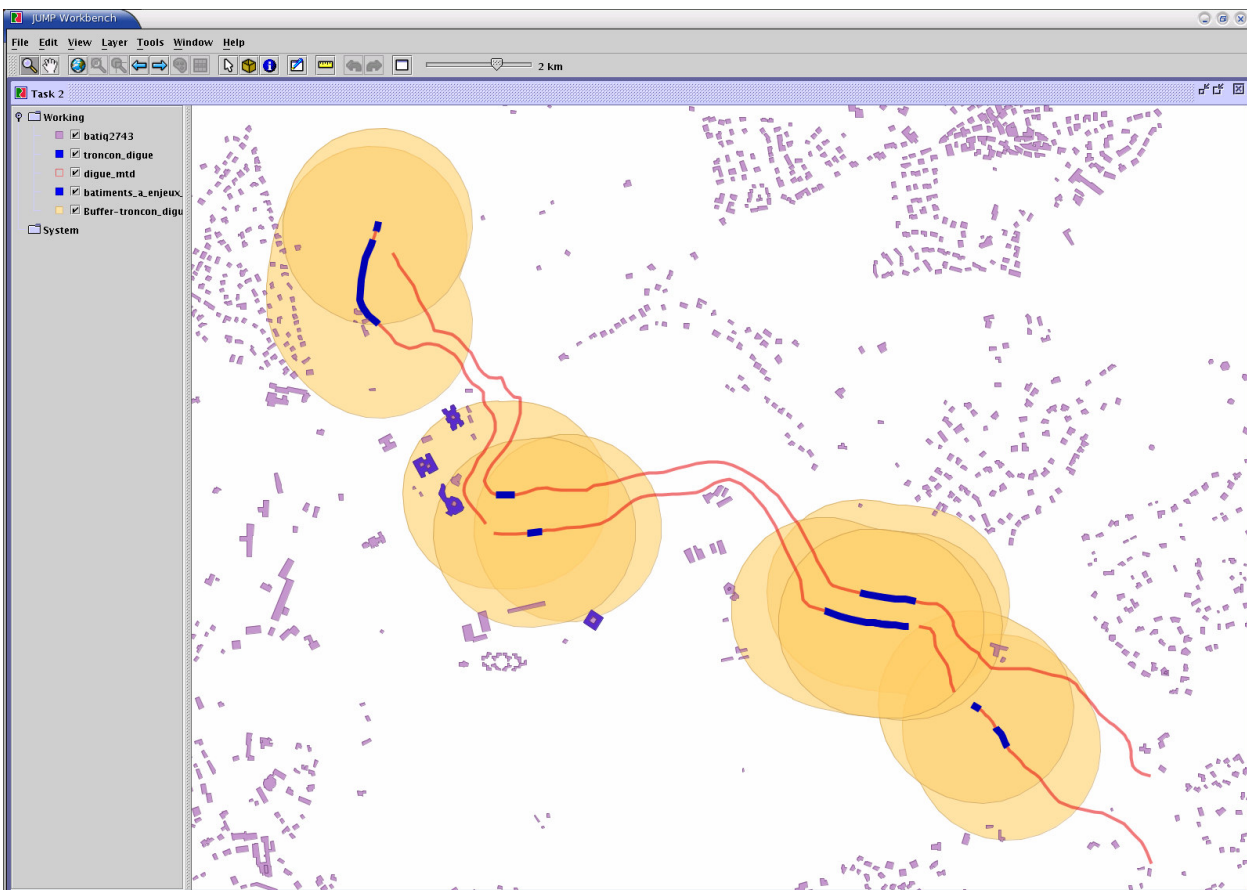 JUMP Workbench
File Edit View Layer Tools Window Help
2 km
Task 2
Working
batiq2743
troncon_digue
digue_mtd
batiments_a_enjeux_
Buffer-troncon_digu
System